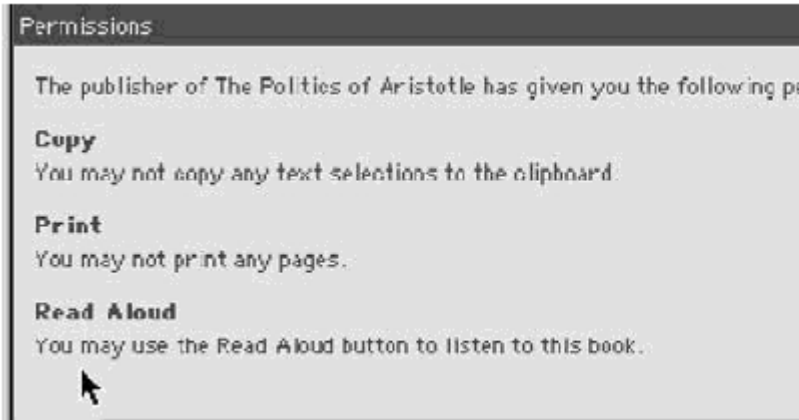 Permissions
The publisher of The Politics of Aristotle has given you the following
Copy
You may not copy any text selections to the clipboard.
Print
You may not print any pages.
Read Aloud
You may use the Read Aloud button to listen to this book.